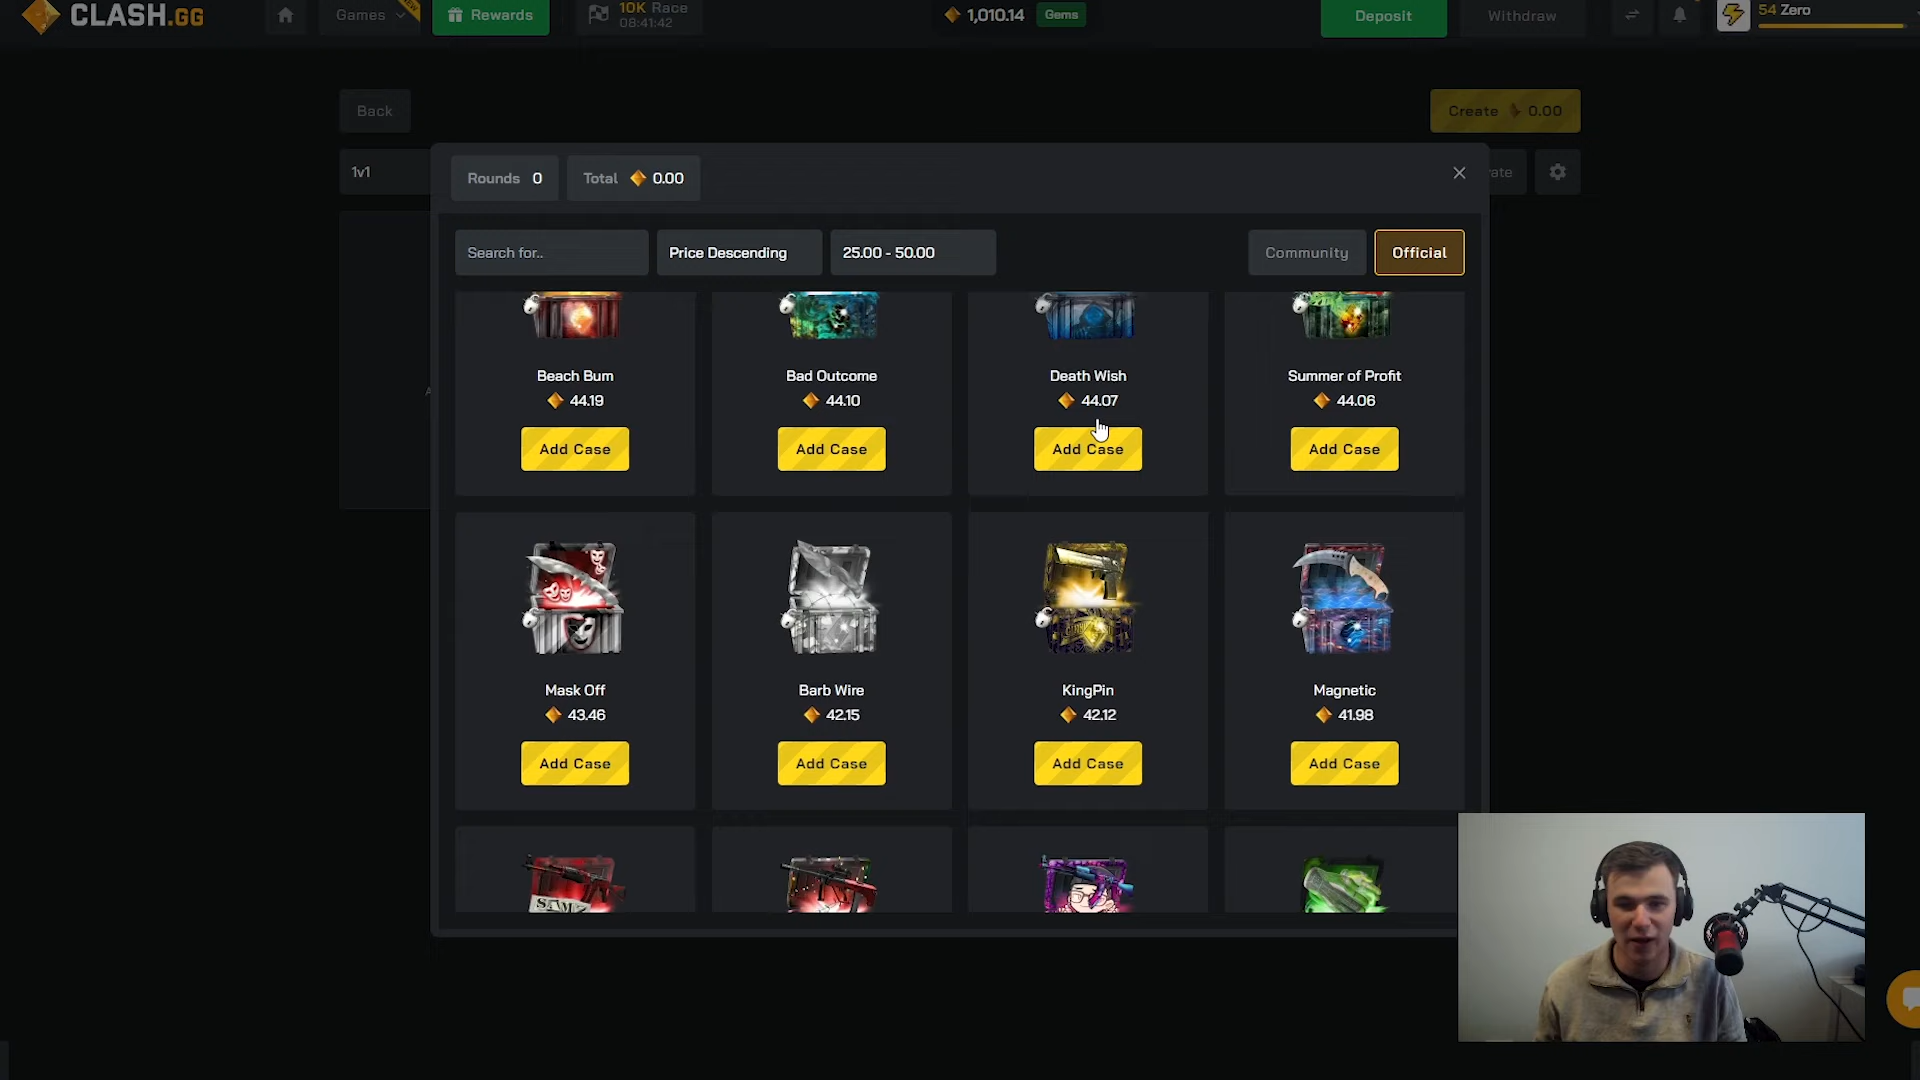 CLASH.GG
Games
NEW
Rewards
10K Race
08:41:42
1,010.14
Gems
Deposit
Withdraw
54 Zero
Back
Create 0.00
1v1
Rounds 0
Total 0.00
Search for..
Price Descending
25.00 - 50.00
Community
Official
Beach Bum
44.19
Add Case
Bad Outcome
44.10
Add Case
Death Wish
44.07
Add Case
Summer of Profit
44.06
Add Case
Mask Off
43.46
Add Case
Barb Wire
42.15
Add Case
KingPin
42.12
Add Case
Magnetic
41.98
Add Case